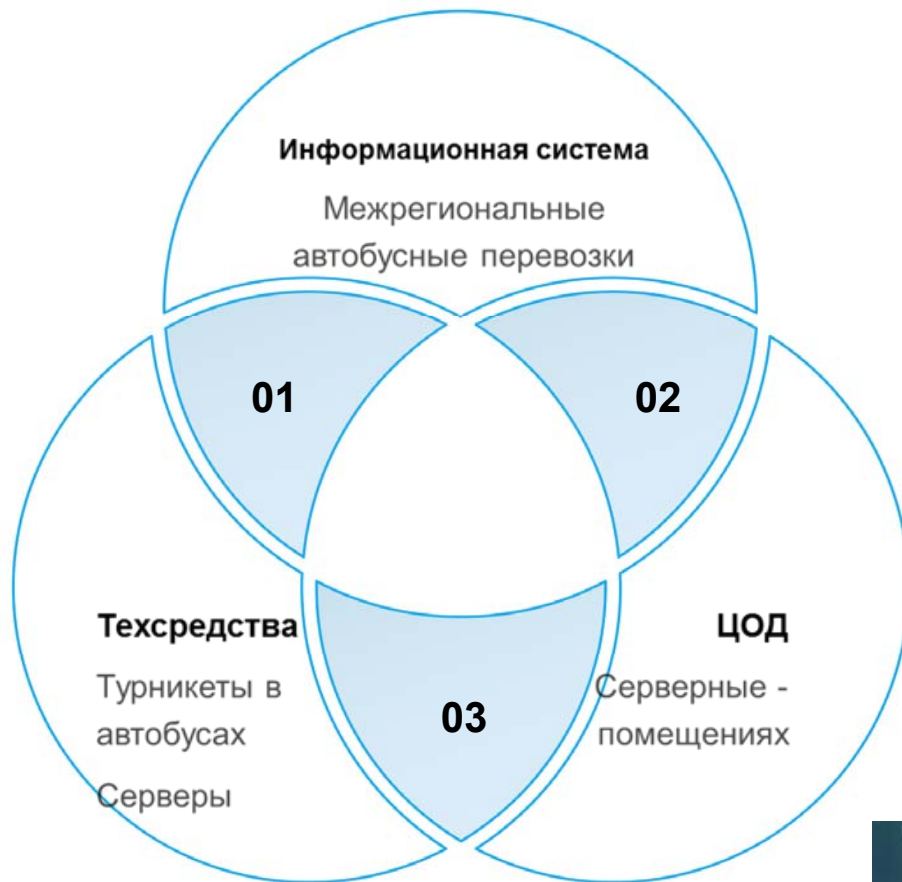 Информационная система
Межрегиональные
автобусные перевозки
01
02
Техсредства
Турникеты в
автобусах
Серверы
03
ЦОД
Серверные -
помещениях